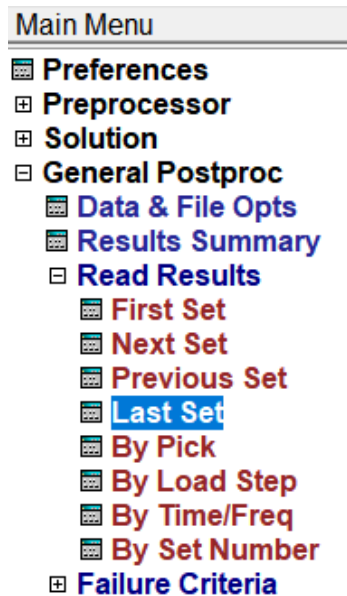 Main Menu
Preferences
Preprocessor
Solution
General Postproc
Data & File Opts
Results Summary
Read Results
First Set
Next Set
Previous Set
Last Set
By Pick
By Load Step
By Time/Freq
By Set Number
Failure Criteria